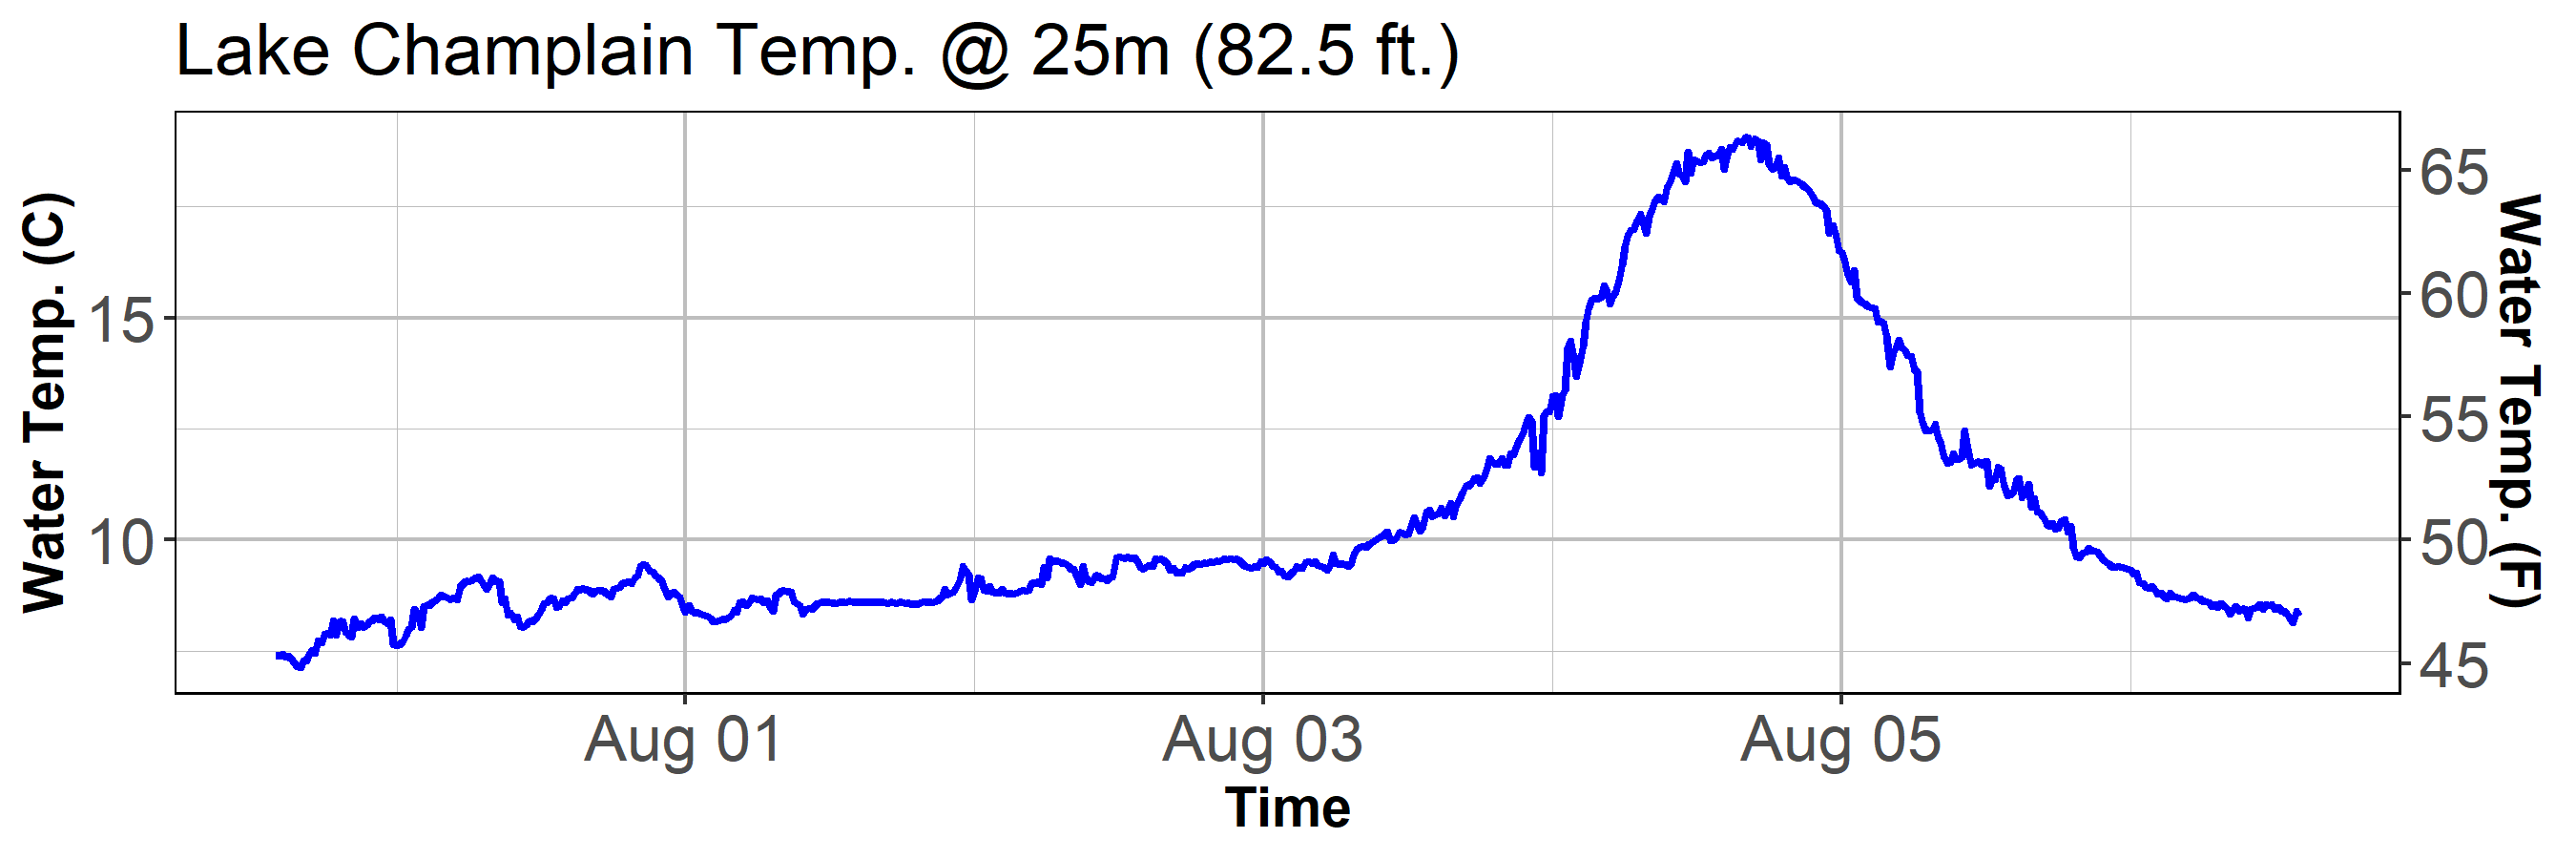 Lake Champlain Temp. @ 25m (82.5 ft.)
Water Temp. (C)
15
10
65
60
55
50
45
Water Temp. (F)
Aug 01
Aug 03
Aug 05
Time